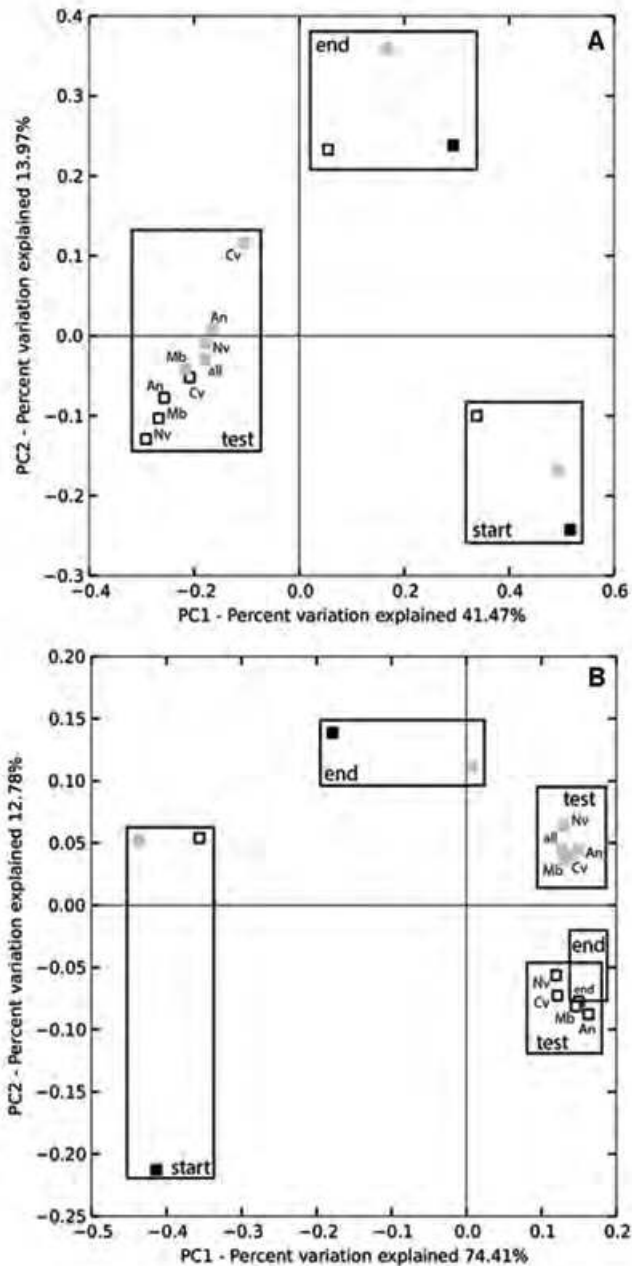 0.4
end
A
0.3
0.2
0.1
Cv
An
0.0
Nv
Mb
all
An
Cv
−0.1
Mb
Nv
test
−0.2
start
−0.3
−0.4
−0.2
0.0
0.2
0.4
0.6
PC2 - Percent variation explained 13.97%
PC1 - Percent variation explained 41.47%
0.20
B
0.15
end
0.10
test
Nv
0.05
all
An
Mb
Cv
0.00
end
−0.05
Nv
end
Cv
Mb
−0.10
An
test
−0.15
−0.20
start
−0.25
−0.5
−0.4
−0.3
−0.2
−0.1
0.0
0.1
0.2
PC2 - Percent variation explained 12.78%
PC1 - Percent variation explained 74.41%